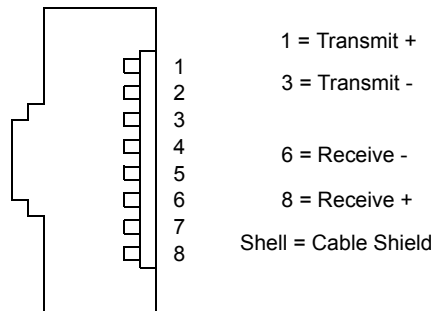 1
2
3
4
5
6
7
8
1 = Transmit +
3 = Transmit -
6 = Receive -
8 = Receive +
Shell = Cable Shield